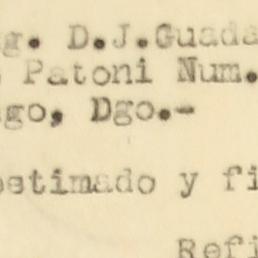 g. D.J.Guada
Patoni Num.
go, Dgo.-
estimado y fi
Refi